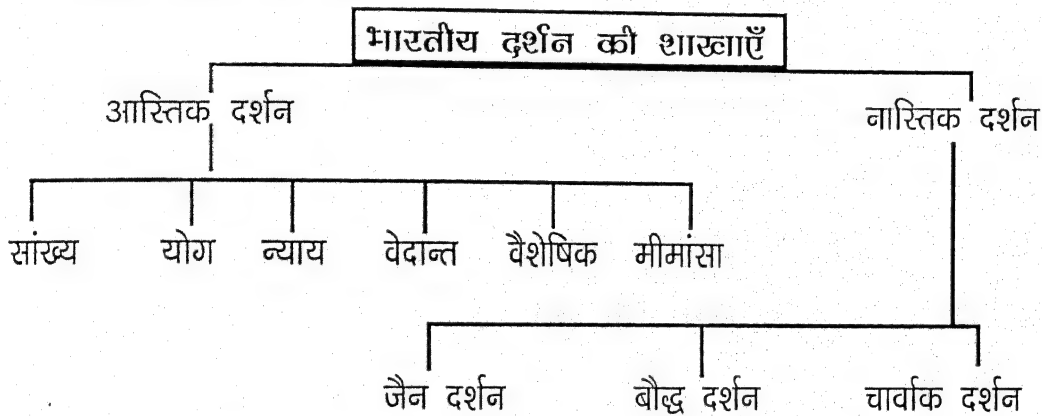 भारतीय दर्शन की शाखाएँ
आस्तिक दर्शन नास्तिक दर्शन
सांख्य योग न्याय वेदान्त वैशेषिक मीमांसा
जैन दर्शन बौद्ध दर्शन चार्वाक दर्शन